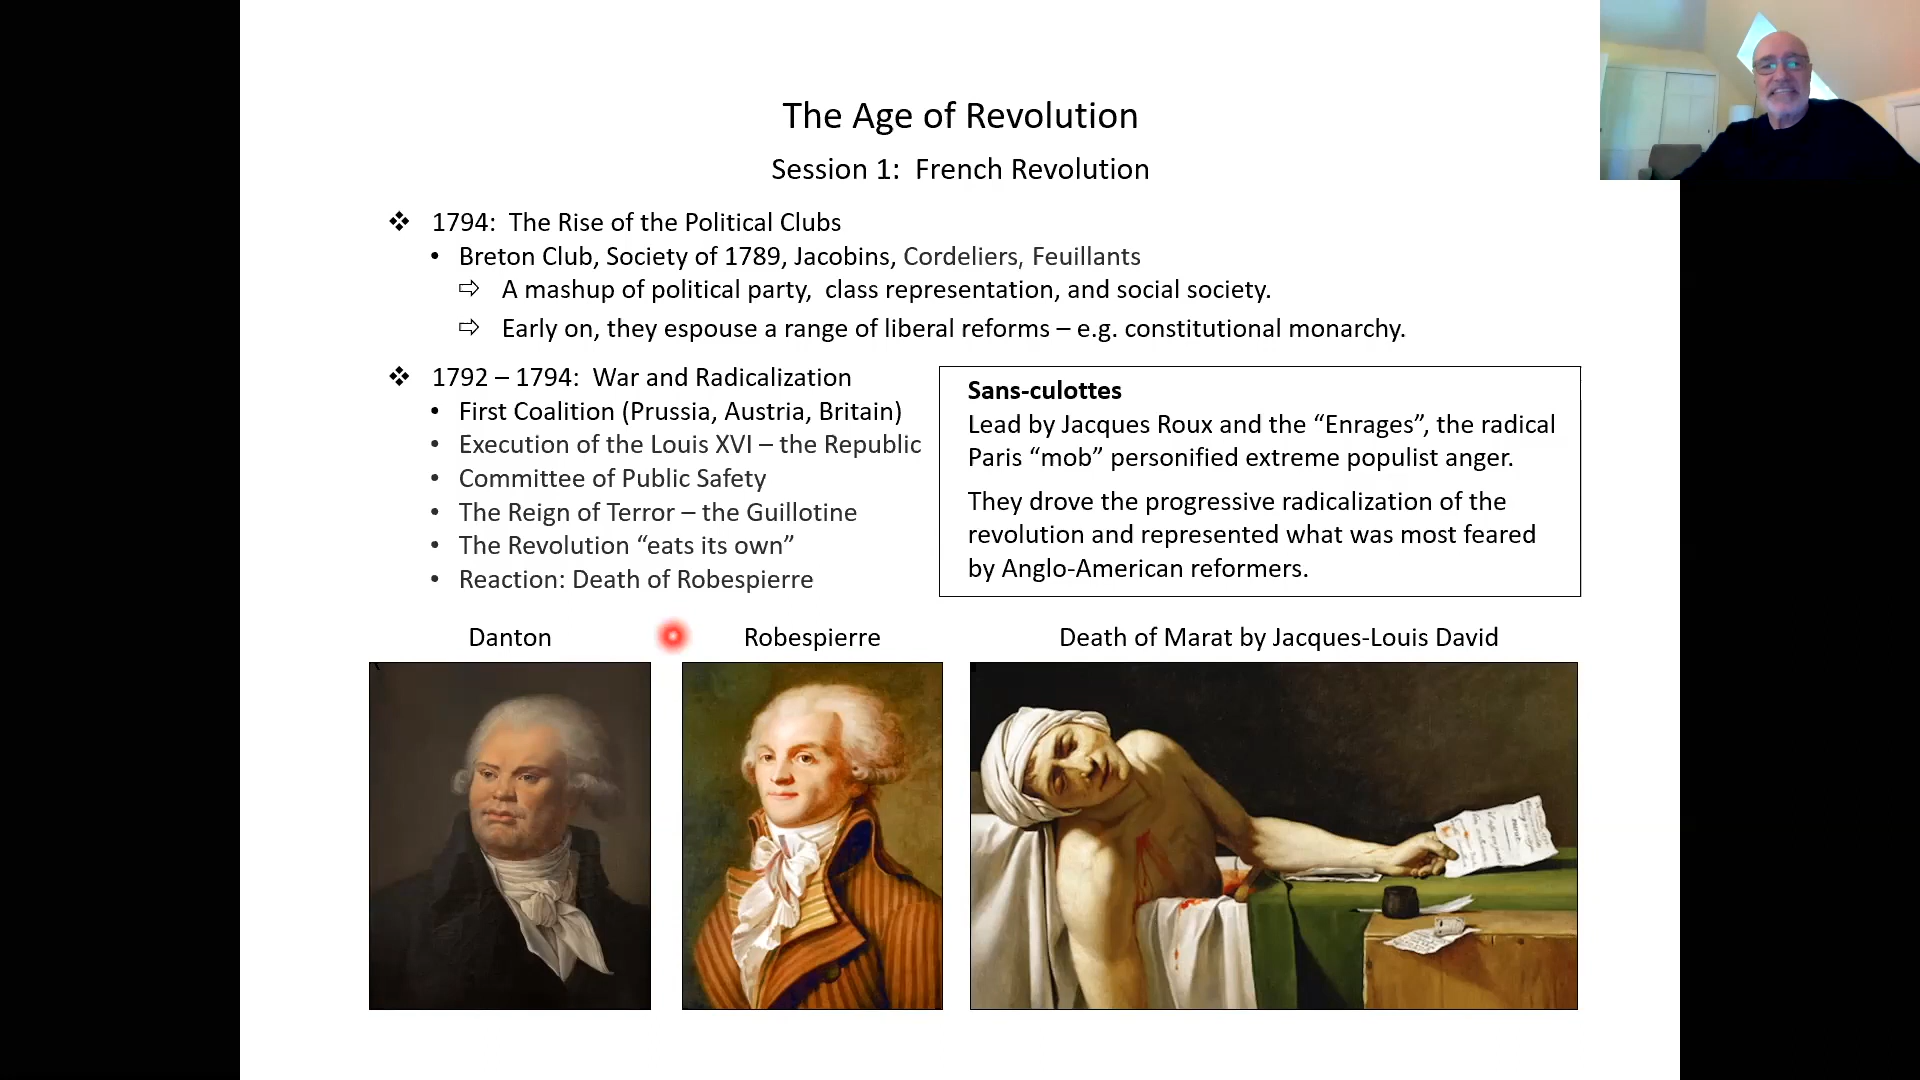 The Age of Revolution
Session 1: French Revolution
❖ 1794: The Rise of the Political Clubs
• Breton Club, Society of 1789, Jacobins, Cordeliers, Feuillants
⇨ A mashup of political party, class representation, and social society.
⇨ Early on, they espouse a range of liberal reforms – e.g. constitutional monarchy.
❖ 1792 – 1794: War and Radicalization
• First Coalition (Prussia, Austria, Britain)
• Execution of the Louis XVI – the Republic
• Committee of Public Safety
• The Reign of Terror – the Guillotine
• The Revolution “eats its own”
• Reaction: Death of Robespierre
Sans-culottes
Lead by Jacques Roux and the “Enrages”, the radical
Paris “mob” personified extreme populist anger.
They drove the progressive radicalization of the
revolution and represented what was most feared
by Anglo-American reformers.
Danton
Robespierre
Death of Marat by Jacques-Louis David